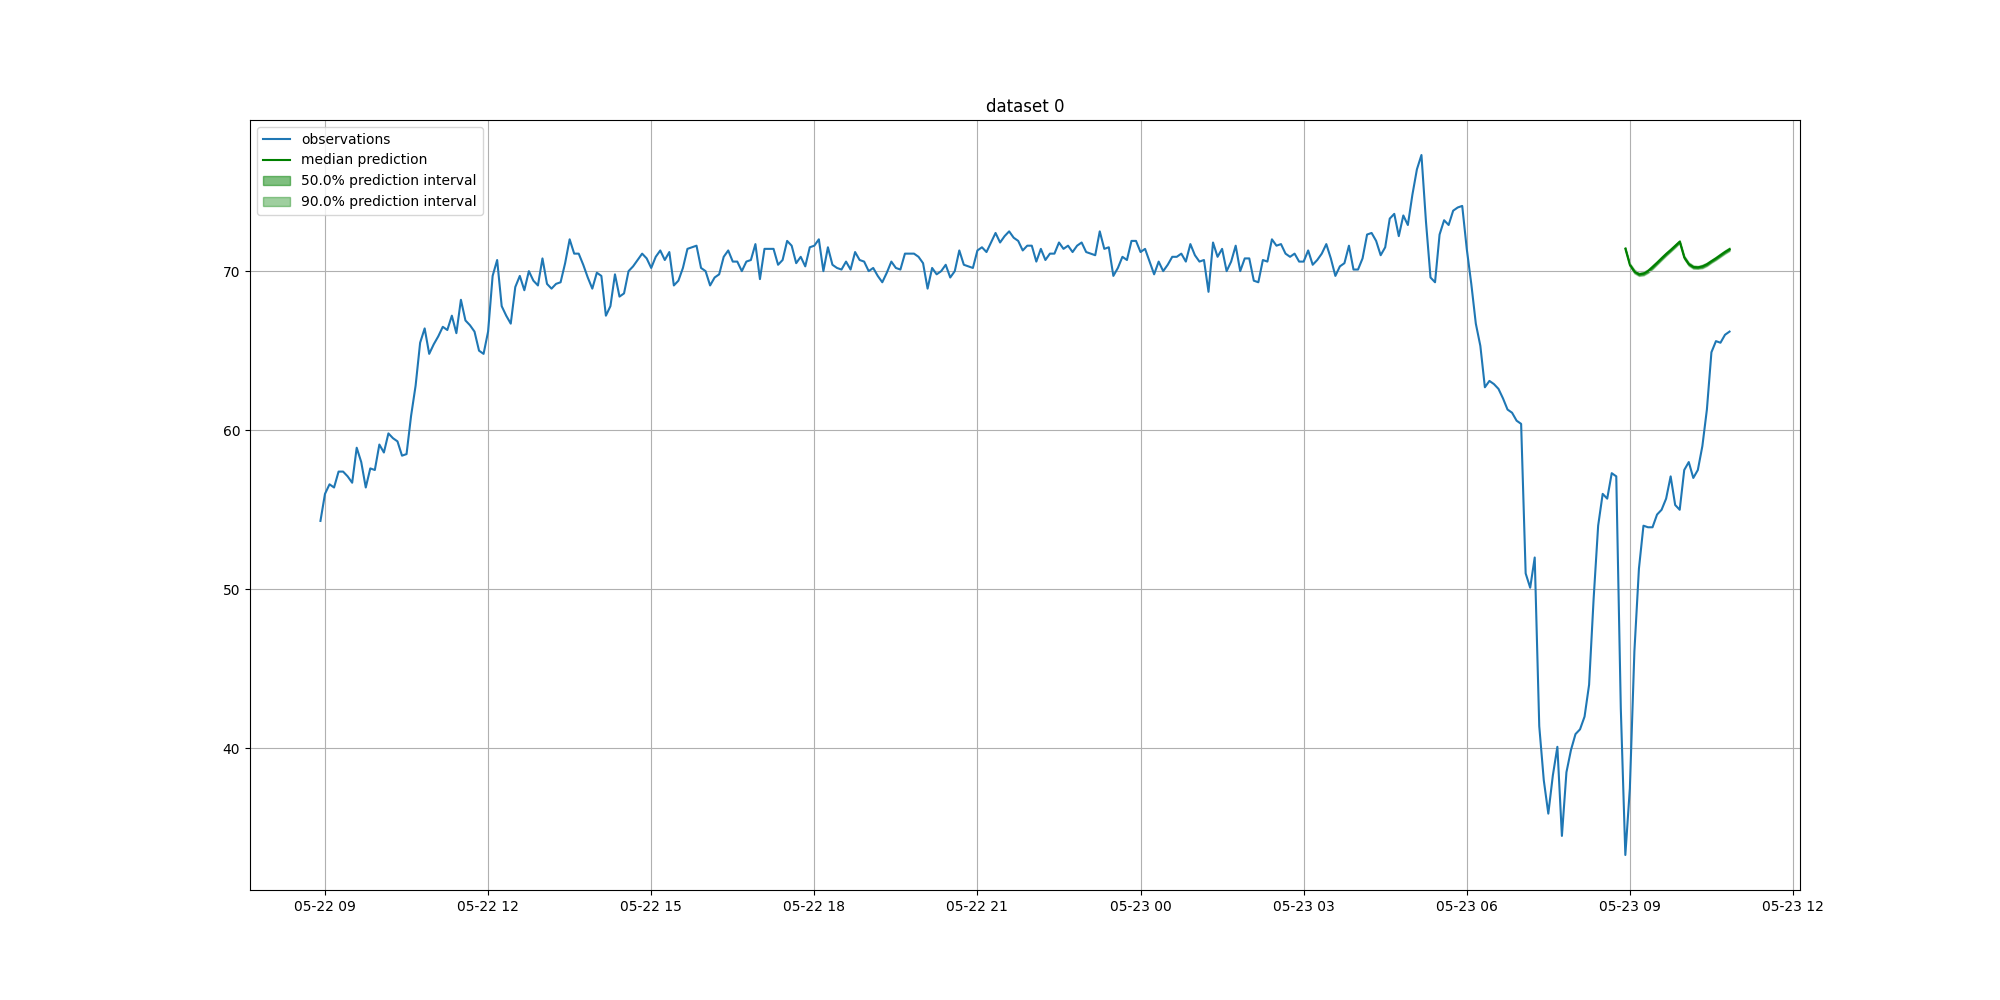 dataset 0
observations
median prediction
50.0% prediction interval
90.0% prediction interval
70
60
50
40
05-22 09
05-22 12
05-22 15
05-22 18
05-22 21
05-23 00
05-23 03
05-23 06
05-23 09
05-23 12